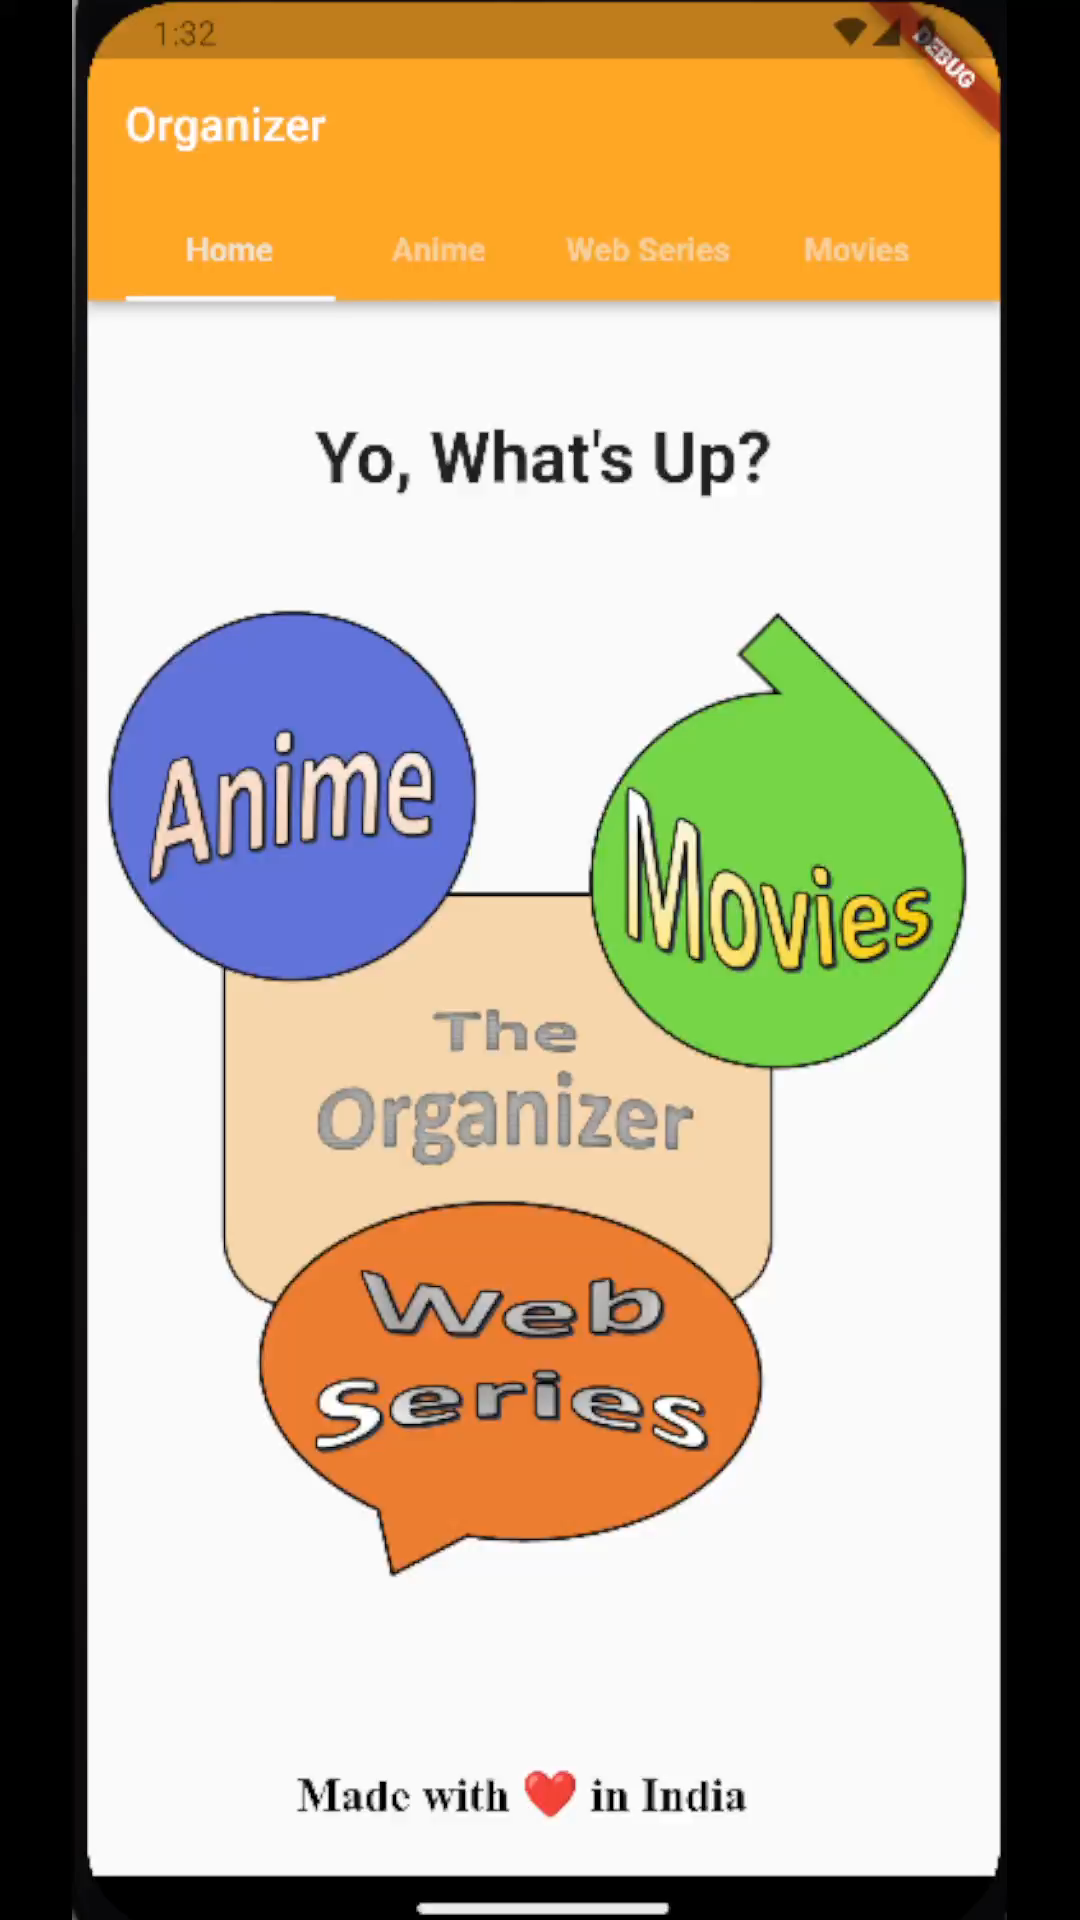 1:32
DEBUG
Organizer
Home Anime Web Series Movies
Yo, What's Up?
Anime
Movies
The
Organizer
Web
Series
Made with ❤️ in India